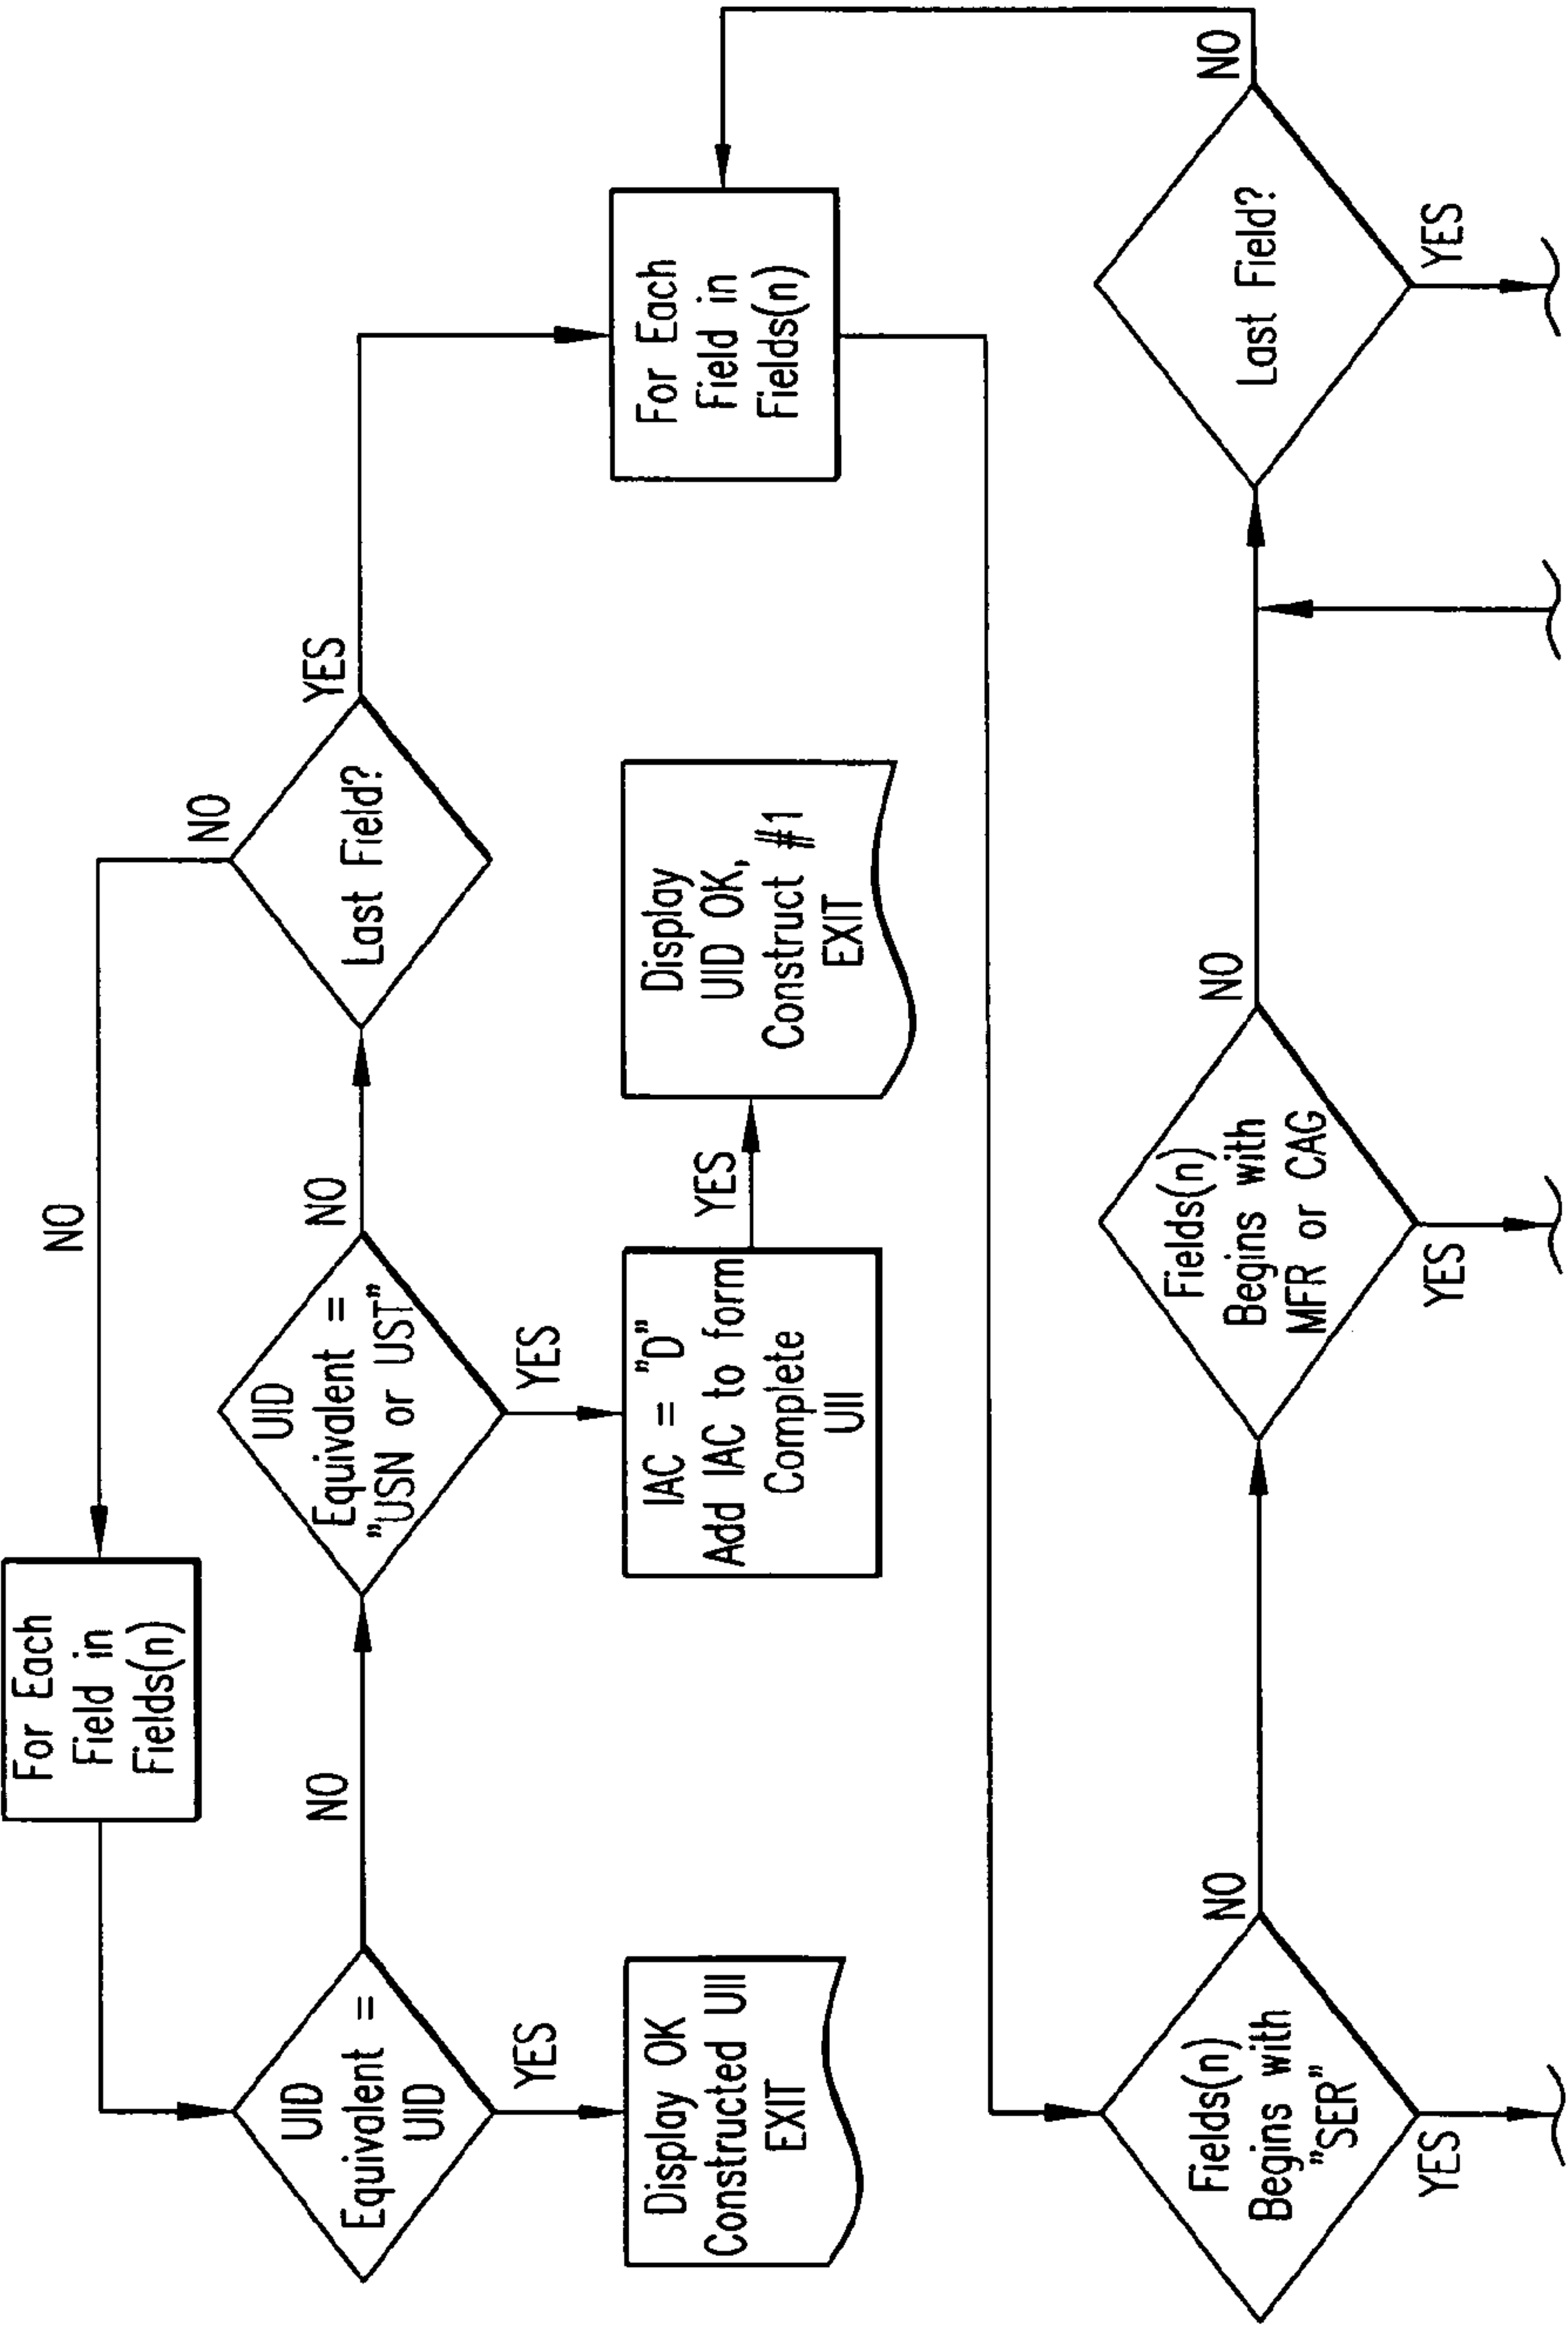 For Each
Field in
Fields(n)
NO
UID
Equivalent =
UID
NO
YES
Display OK
Constructed UII
EXIT
UID
Equivalent =
"USN or UST"
NO
YES
IAC = "D"
Add IAC to form
Complete
UII
YES
Display
UID OK,
Construct #1
EXIT
Last Field?
NO
YES
For Each
Field in
Fields(n)
Fields(n)
Begins with
"SER"
NO
YES
Fields(n)
Begins with
MFR or CAG
NO
YES
Last Field?
NO
YES